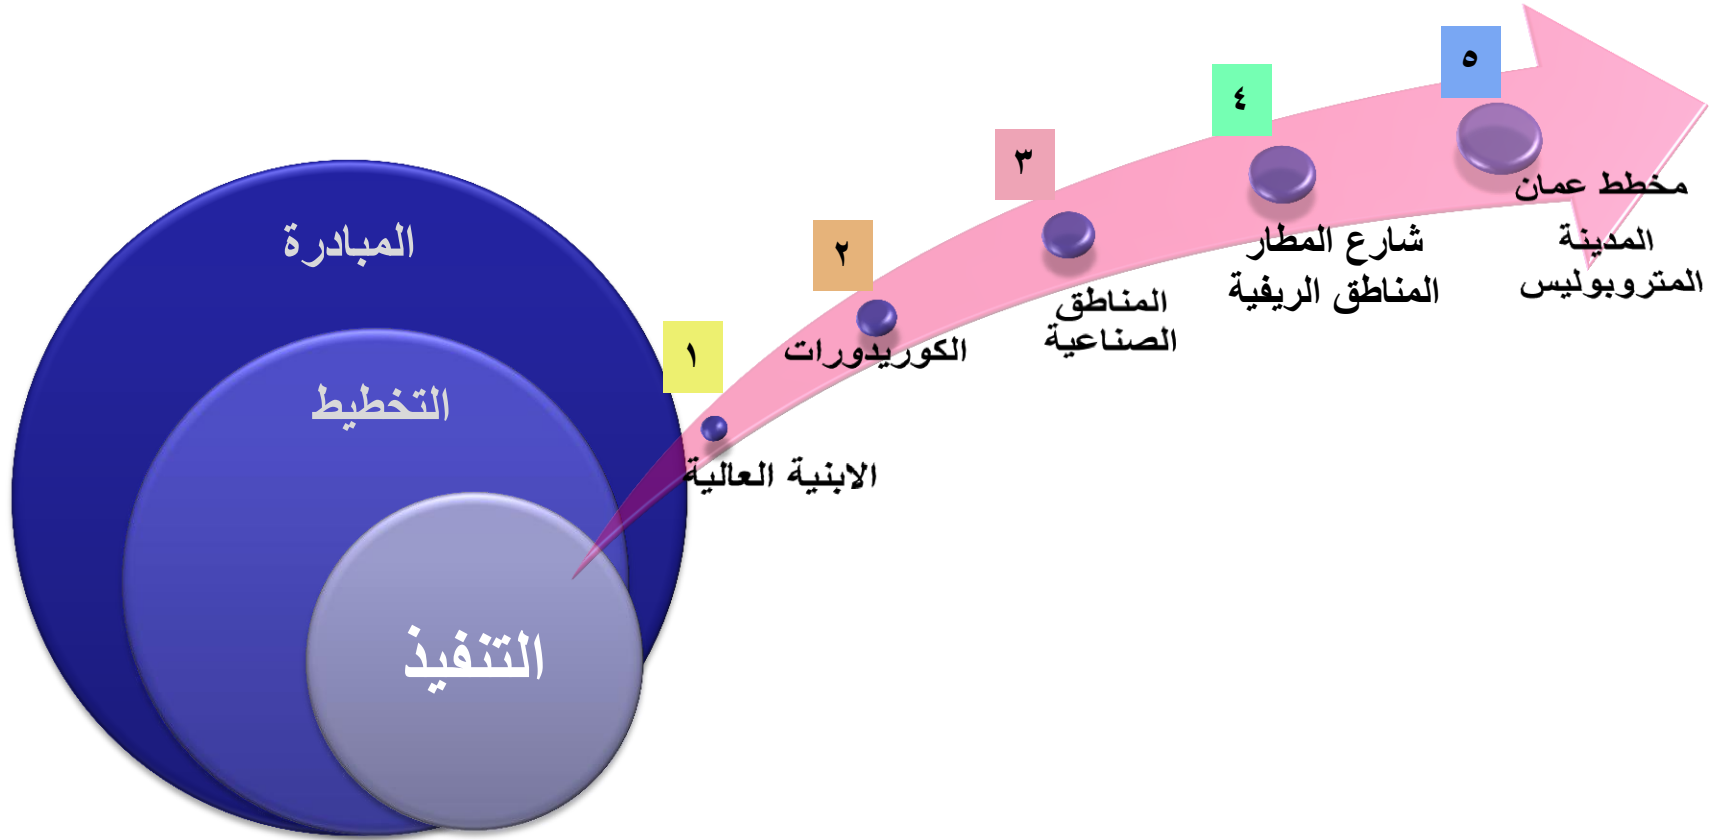 المبادرة
التخطيط
التنفيذ
١
الابنية العالية
٢
الكوريدورات
٣
المناطق
الصناعية
٤
شارع المطار
المناطق الريفية
٥
مخطط عمان
المدينة
المتروبوليس